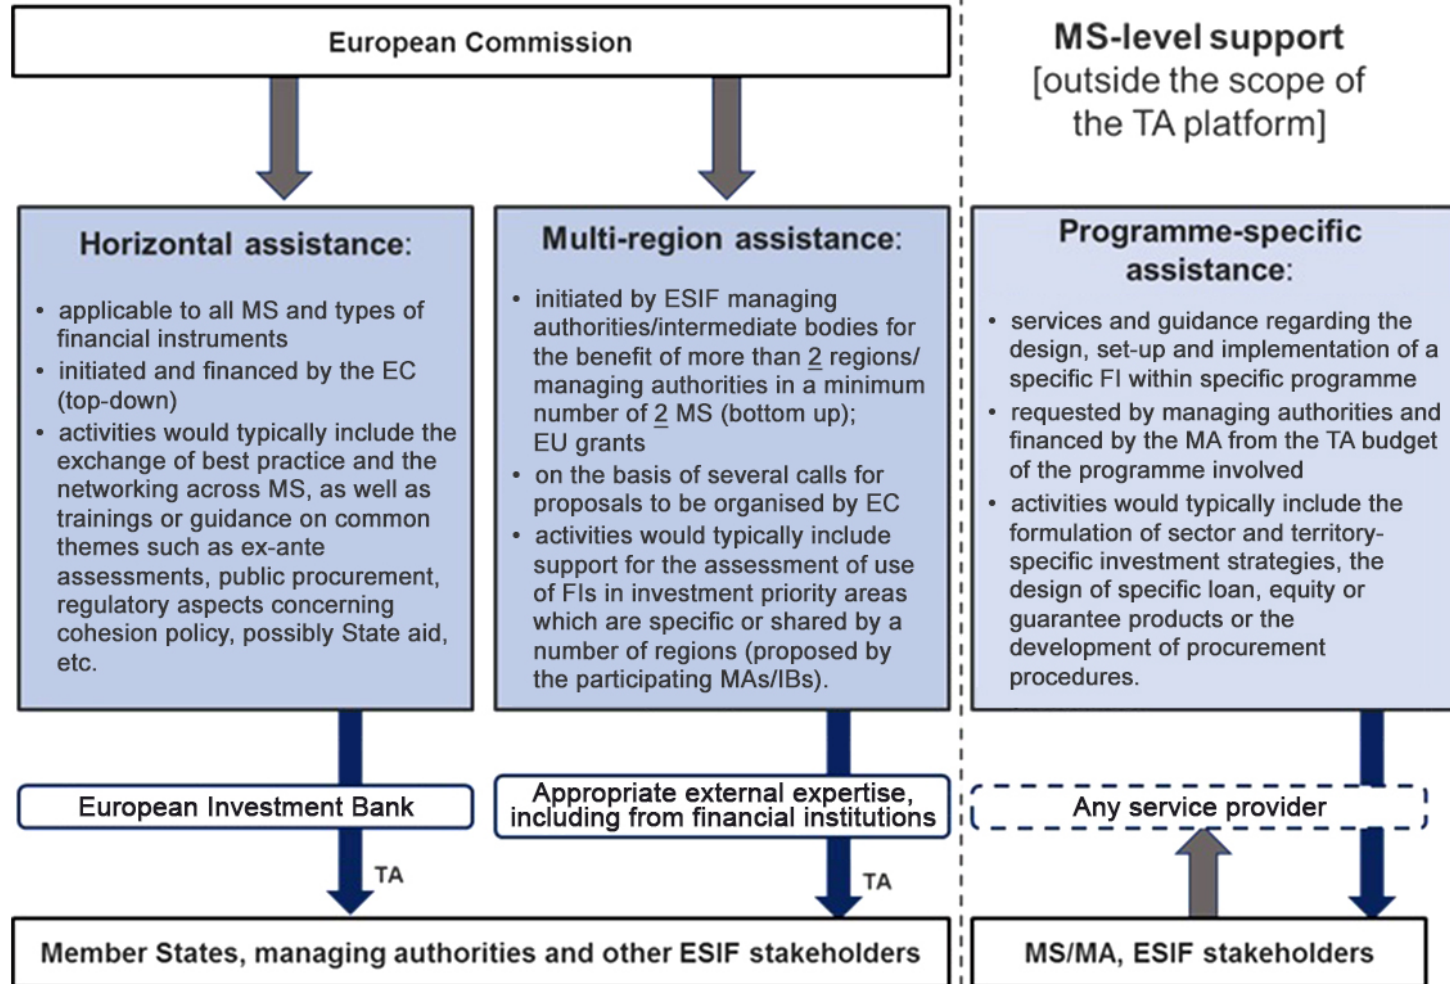 European Commission
MS-level support
[outside the scope of
the TA platform]
Horizontal assistance:
• applicable to all MS and types of
financial instruments
• initiated and financed by the EC
(top-down)
• activities would typically include the
exchange of best practice and the
networking across MS, as well as
trainings or guidance on common
themes such as ex-ante
assessments, public procurement,
regulatory aspects concerning
cohesion policy, possibly State aid,
etc.
Multi-region assistance:
• initiated by ESIF managing
authorities/intermediate bodies for
the benefit of more than 2 regions/
managing authorities in a minimum
number of 2 MS (bottom up);
EU grants
• on the basis of several calls for
proposals to be organised by EC
• activities would typically include
support for the assessment of use
of FIs in investment priority areas
which are specific or shared by a
number of regions (proposed by
the participating MAs/IBs).
Programme-specific
assistance:
• services and guidance regarding the
design, set-up and implementation of a
specific FI within specific programme
• requested by managing authorities and
financed by the MA from the TA budget
of the programme involved
• activities would typically include the
formulation of sector and territory-
specific investment strategies, the
design of specific loan, equity or
guarantee products or the
development of procurement
procedures.
European Investment Bank
Appropriate external expertise,
including from financial institutions
Any service provider
TA
TA
Member States, managing authorities and other ESIF stakeholders
MS/MA, ESIF stakeholders